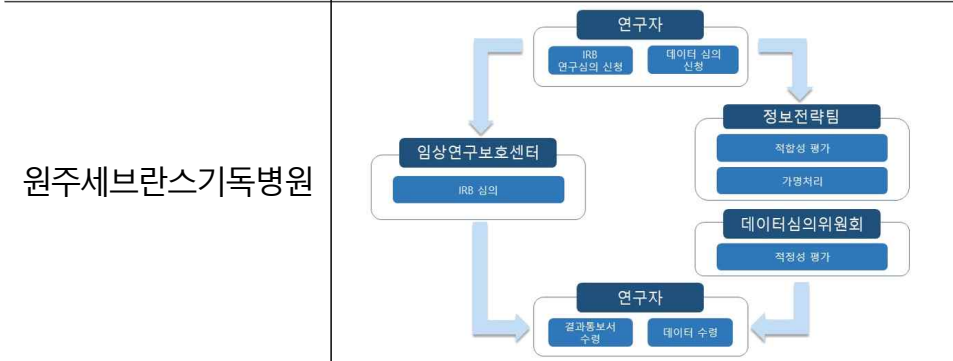 원주세브란스기독병원
연구자
IRB
연구심의 신청
데이터 심의
신청
정보전략팀
적합성 평가
가명처리
임상연구보호센터
IRB 심의
데이터심의위원회
적정성 평가
연구자
결과통보서
수령
데이터 수령